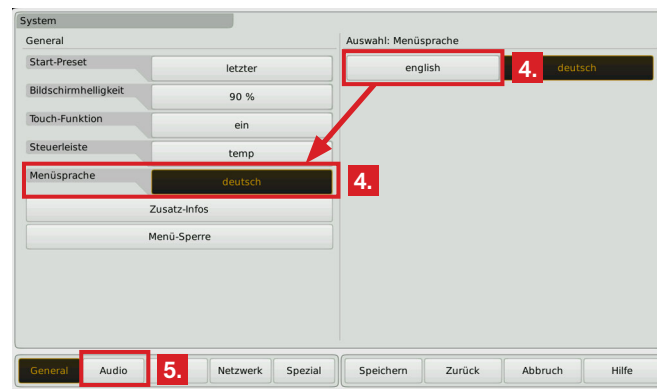 System
General
Start-Preset
letzter
Bildschirmhelligkeit
90 %
Touch-Funktion
ein
Steuerleiste
temp
Menüsprache
deutsch
4.
Zusatz-Infos
Menü-Sperre
Auswahl: Menüsprache
english
4.
deutsch
General Audio 5. Netzwerk Spezial Speichern Zurück Abbruch Hilfe